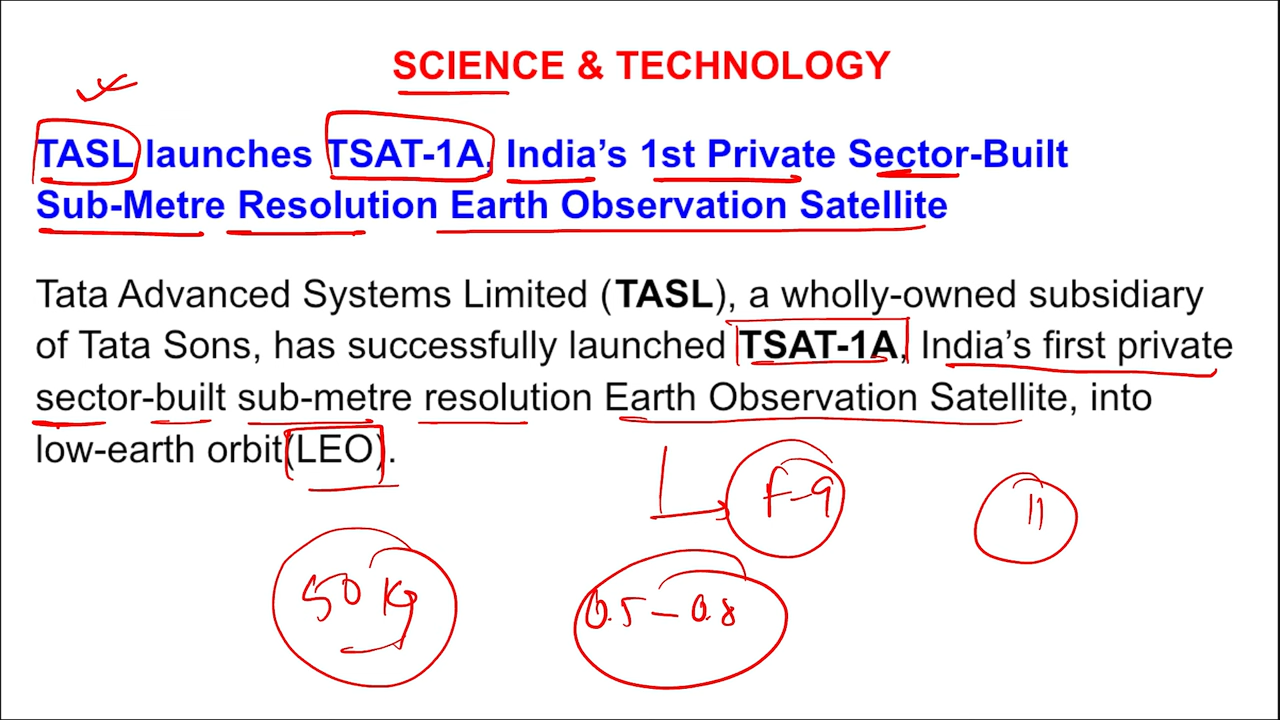 SCIENCE & TECHNOLOGY
TASL launches TSAT-1A, India's 1st Private Sector-Built
Sub-Metre Resolution Earth Observation Satellite
Tata Advanced Systems Limited (TASL), a wholly-owned subsidiary
of Tata Sons, has successfully launched TSAT-1A, India's first private
sector-built sub-metre resolution Earth Observation Satellite, into
low-earth orbit(LEO).
F-9
11
50 Kg
0.5-0.8